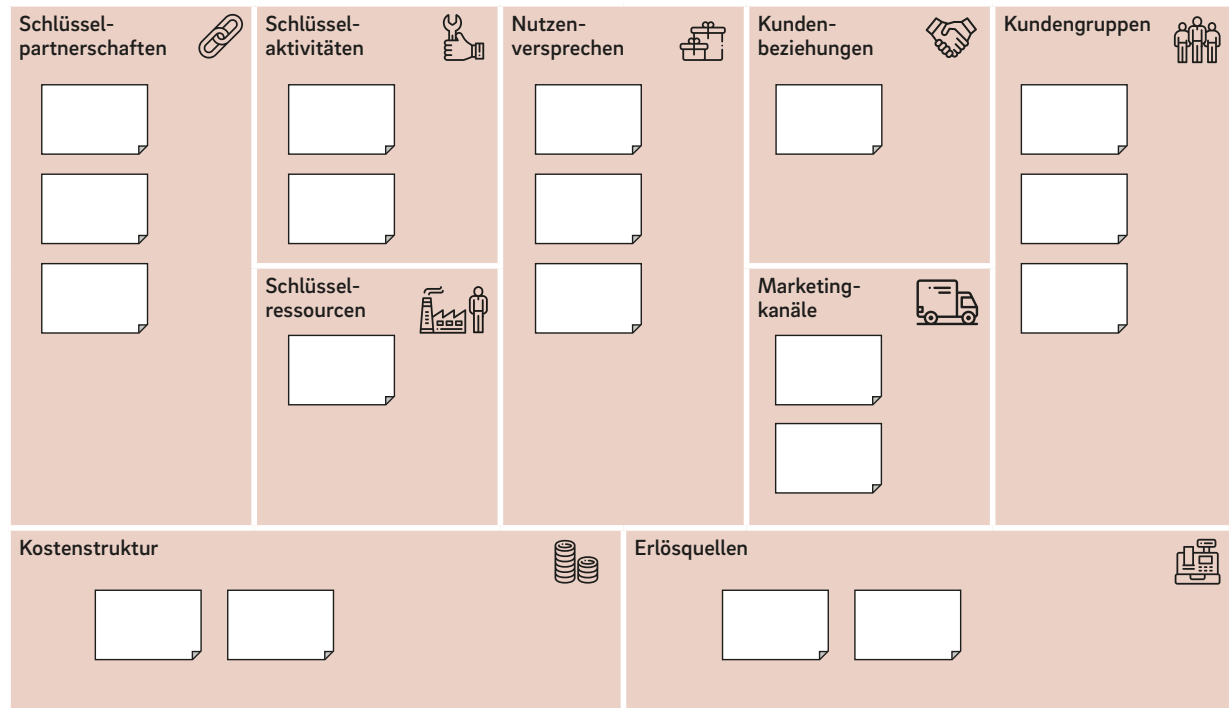 Schlüssel-
partnerschaften
Schlüssel-
aktivitäten
Nutzen-
versprechen
Kunden-
beziehungen
Kundengruppen
Schlüssel-
ressourcen
Marketing-
kanäle
Kostenstruktur
Erlösquellen